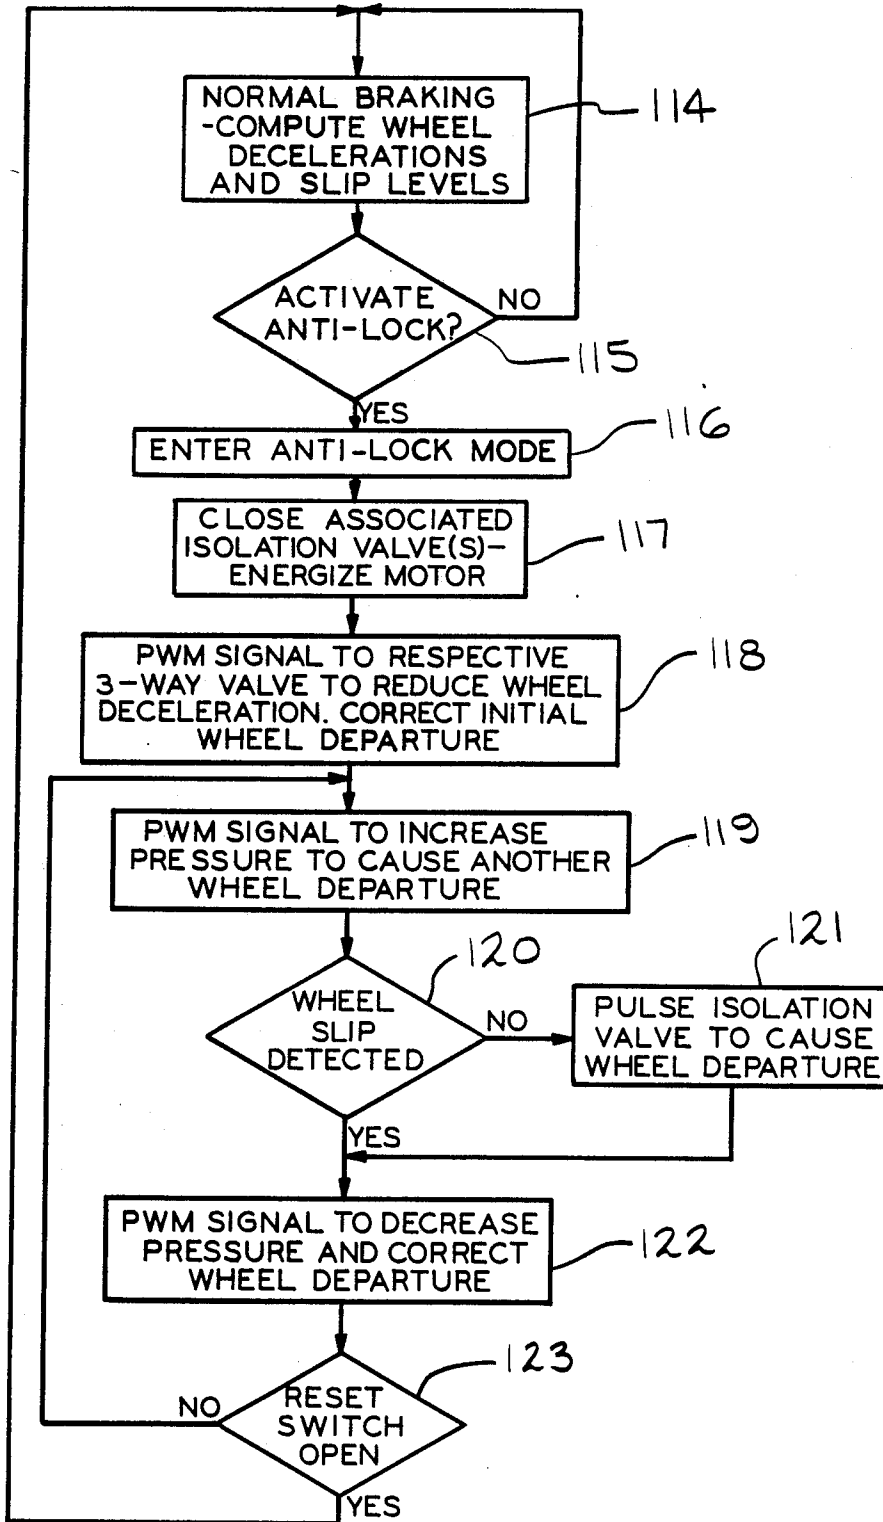 NORMAL BRAKING
-COMPUTE WHEEL
DECELERATIONS
AND SLIP LEVELS
114
ACTIVATE
ANTI-LOCK?
NO
115
YES
ENTER ANTI-LOCK MODE
116
CLOSE ASSOCIATED
ISOLATION VALVE(S)-
ENERGIZE MOTOR
117
PWM SIGNAL TO RESPECTIVE
3-WAY VALVE TO REDUCE WHEEL
DECELERATION. CORRECT INITIAL
WHEEL DEPARTURE
118
PWM SIGNAL TO INCREASE
PRESSURE TO CAUSE ANOTHER
WHEEL DEPARTURE
119
WHEEL
SLIP
DETECTED
120
NO
YES
PULSE ISOLATION
VALVE TO CAUSE
WHEEL DEPARTURE
121
PWM SIGNAL TO DECREASE
PRESSURE AND CORRECT
WHEEL DEPARTURE
122
RESET
SWITCH
OPEN
123
NO
YES